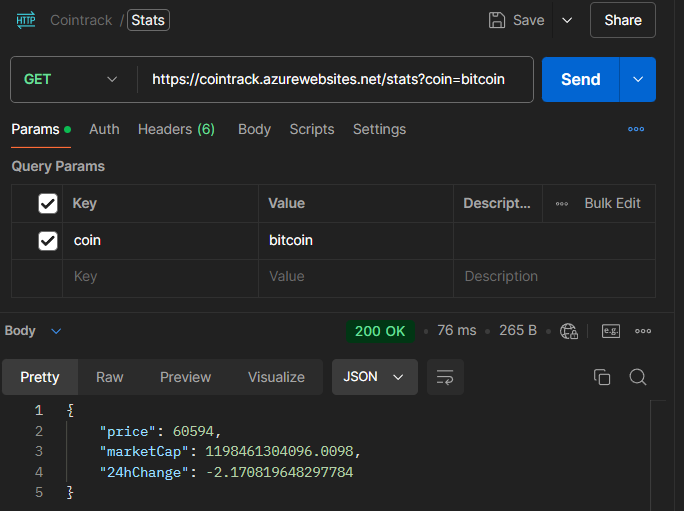 HTTP Cointrack / Stats Save Share
GET https://cointrack.azurewebsites.net/stats?coin=bitcoin Send
Params Auth Headers (6) Body Scripts Settings
Query Params
Key Value Descript... Bulk Edit
coin bitcoin
Key Value Description
Body 200 OK 76 ms 265 B e.g.
Pretty Raw Preview Visualize JSON
1 {
2 "price": 60594,
3 "marketCap": 1198461304096.0098,
4 "24hChange": -2.170819648297784
5 }